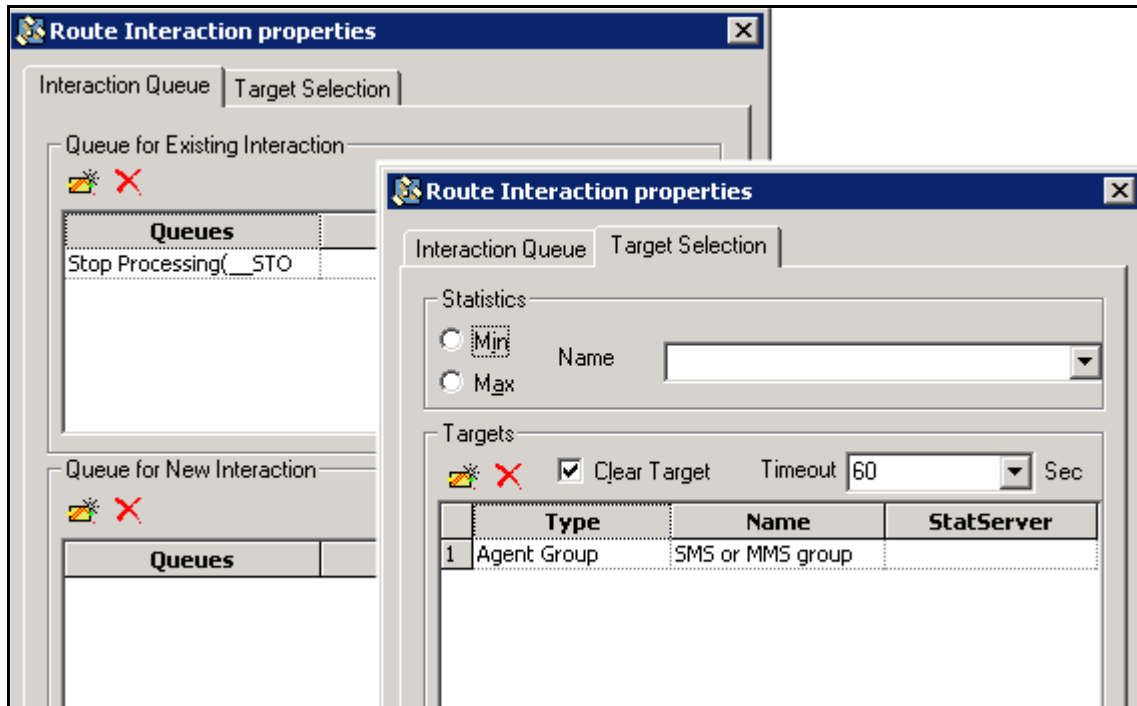 Route Interaction properties
Interaction Queue Target Selection
Queue for Existing Interaction
Queues
Stop Processing(__STO
Queue for New Interaction
Queues
Route Interaction properties
Interaction Queue Target Selection
Statistics
Min
Name
Max
Targets
Clear Target Timeout 60 Sec
Type Name StatServer
1 Agent Group SMS or MMS group